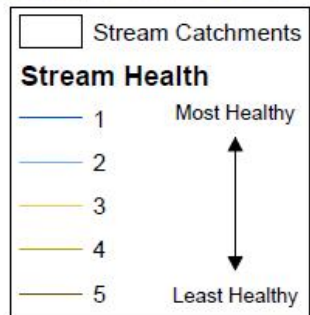 Stream Catchments
Stream Health
1 Most Healthy
2
3
4
5 Least Healthy